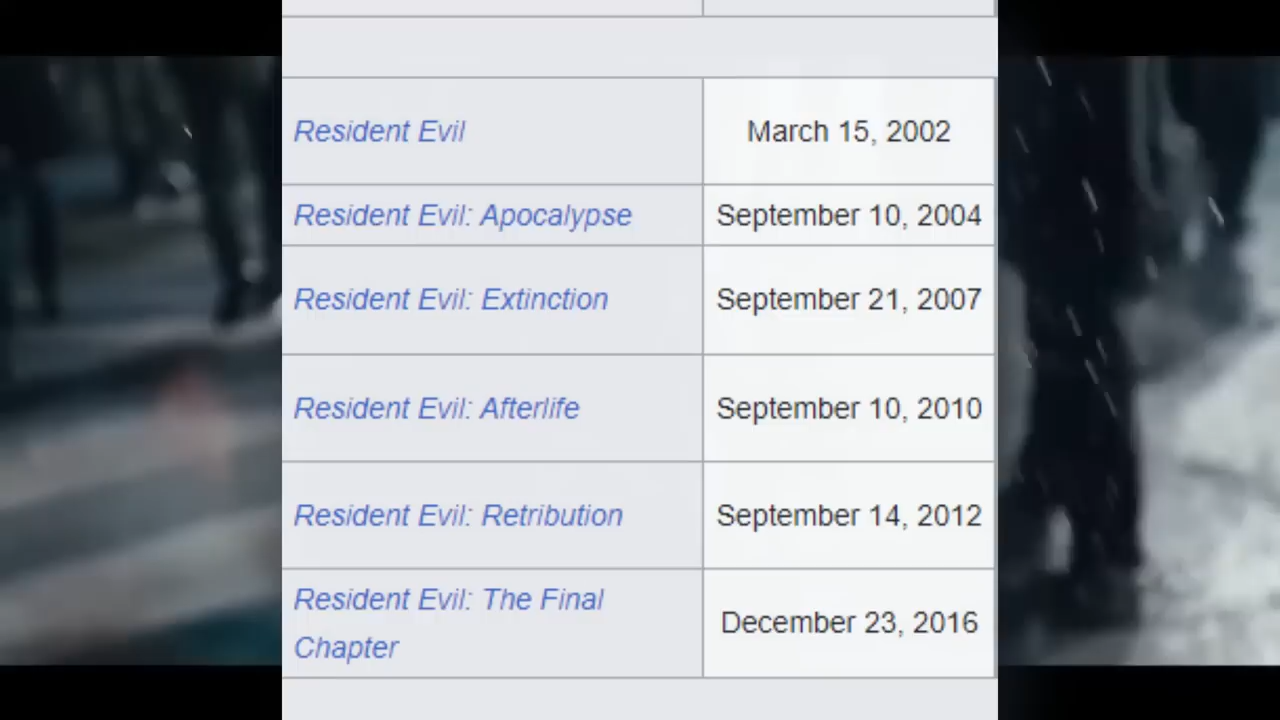 Resident Evil March 15, 2002
Resident Evil: Apocalypse September 10, 2004
Resident Evil: Extinction September 21, 2007
Resident Evil: Afterlife September 10, 2010
Resident Evil: Retribution September 14, 2012
Resident Evil: The Final
Chapter December 23, 2016